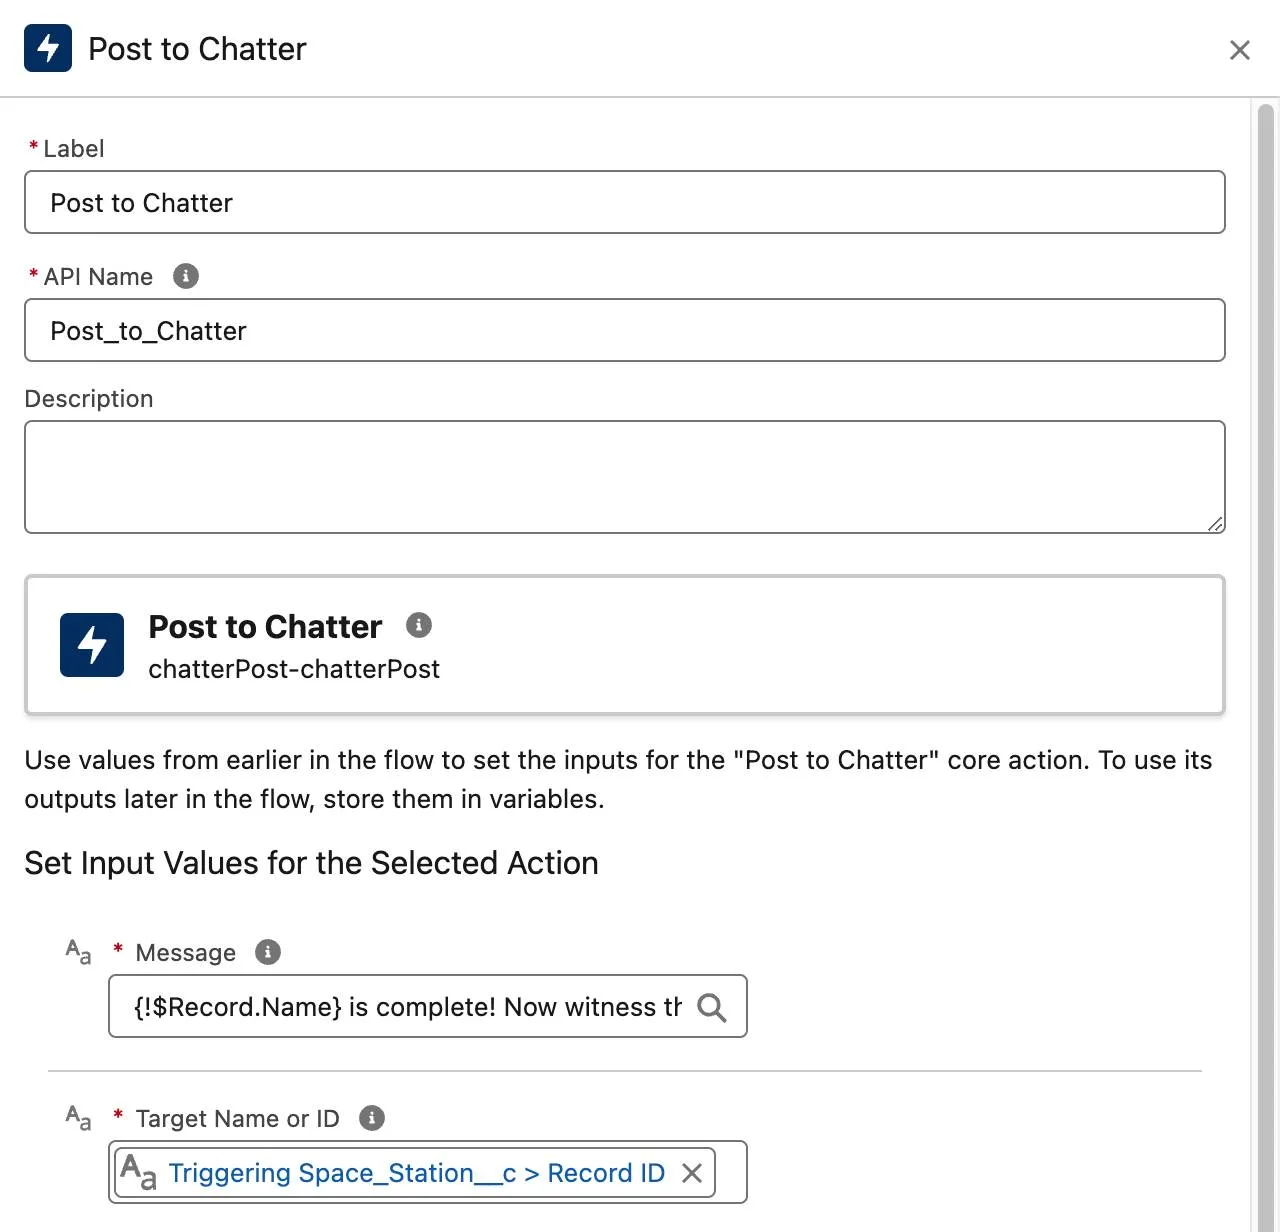 Post to Chatter
* Label
Post to Chatter
* API Name
Post_to_Chatter
Description
Post to Chatter
chatterPost-chatterPost
Use values from earlier in the flow to set the inputs for the "Post to Chatter" core action. To use its
outputs later in the flow, store them in variables.
Set Input Values for the Selected Action
Aa * Message
{!$Record.Name} is complete! Now witness th
Aa * Target Name or ID
Aa Triggering Space_Station__c > Record ID